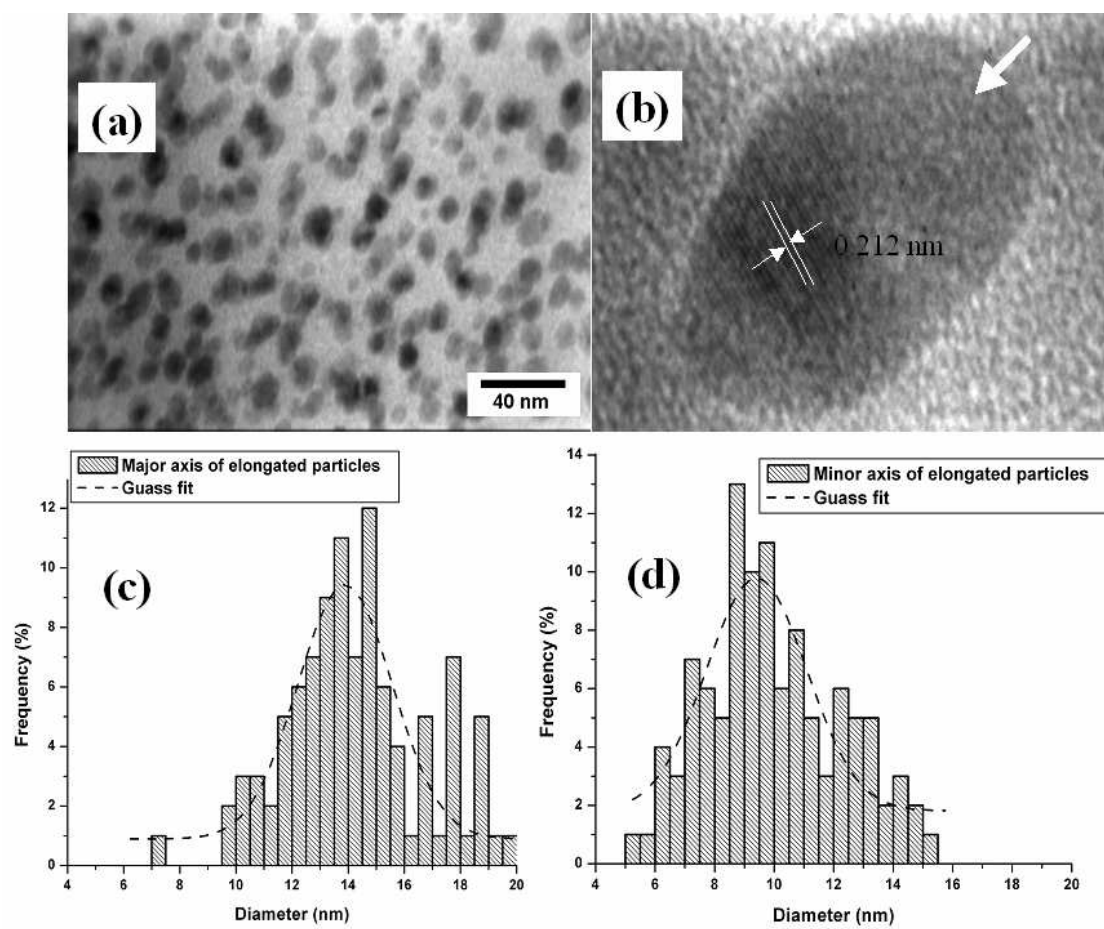 (a)
40 nm
(b)
0.212 nm
Major axis of elongated particles
Guass fit
(c)
Frequency (%)
12
10
8
6
4
2
0
4 6 8 10 12 14 16 18 20
Diameter (nm)
Minor axis of elongated particles
Guass fit
(d)
Frequency (%)
14
12
10
8
6
4
2
0
4 6 8 10 12 14 16 18 20
Diameter (nm)